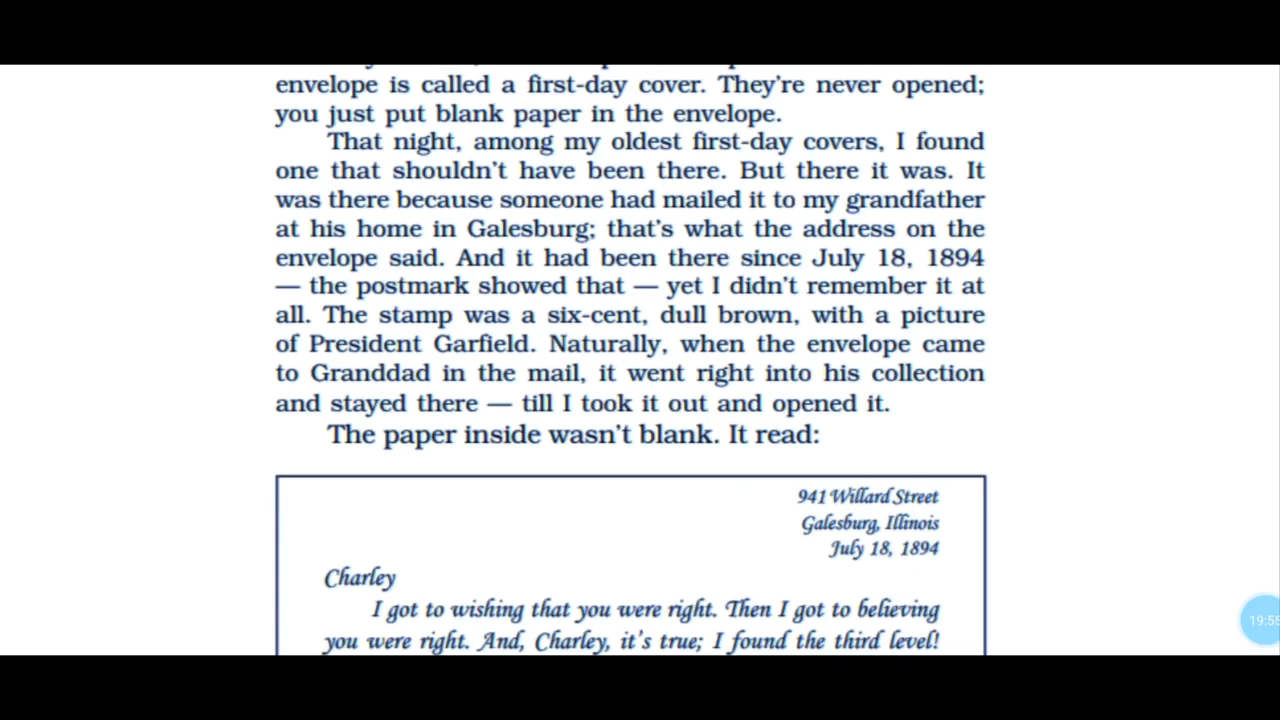 envelope is called a first-day cover. They're never opened;
you just put blank paper in the envelope.
That night, among my oldest first-day covers, I found
one that shouldn't have been there. But there it was. It
was there because someone had mailed it to my grandfather
at his home in Galesburg; that's what the address on the
envelope said. And it had been there since July 18, 1894
— the postmark showed that — yet I didn't remember it at
all. The stamp was a six-cent, dull brown, with a picture
of President Garfield. Naturally, when the envelope came
to Granddad in the mail, it went right into his collection
and stayed there — till I took it out and opened it.
The paper inside wasn't blank. It read:
941 Willard Street
Galesburg, Illinois
July 18, 1894
Charley
I got to wishing that you were right. Then I got to believing
you were right. And, Charley, it's true; I found the third level!
19:55